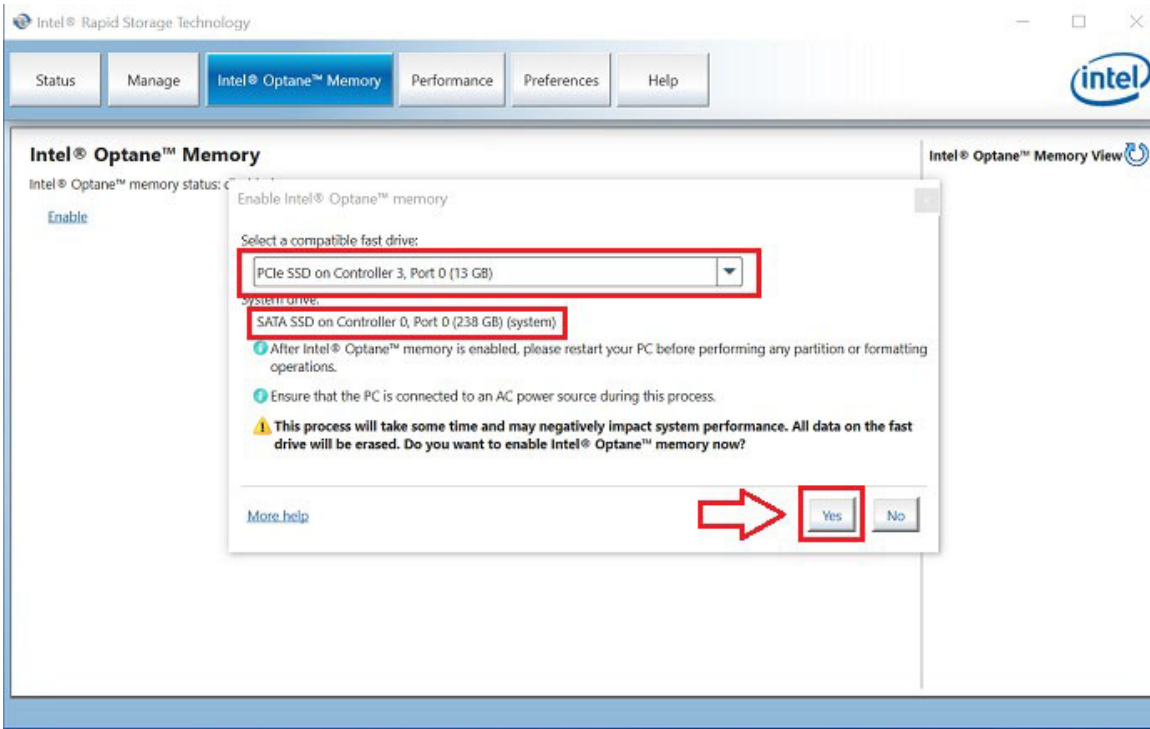 Intel® Rapid Storage Technology
Status
Manage
Intel® Optane™ Memory
Performance
Preferences
Help
intel
Intel® Optane™ Memory
Intel® Optane™ Memory View
Intel® Optane™ memory status:
Enable
Enable Intel® Optane™ memory
Select a compatible fast drive:
PCIe SSD on Controller 3, Port 0 (13 GB)
System drive:
SATA SSD on Controller 0, Port 0 (238 GB) (system)
After Intel® Optane™ memory is enabled, please restart your PC before performing any partition or formatting
operations.
Ensure that the PC is connected to an AC power source during this process.
This process will take some time and may negatively impact system performance. All data on the fast
drive will be erased. Do you want to enable Intel® Optane™ memory now?
More help
Yes
No